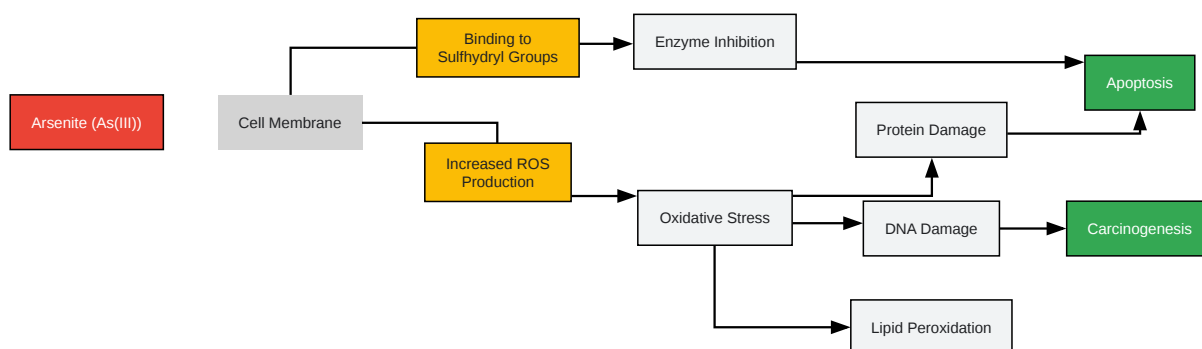 Arsenite (As(III))
Cell Membrane
Binding to
Sulfhydryl Groups
Enzyme Inhibition
Apoptosis
Increased ROS
Production
Oxidative Stress
Protein Damage
DNA Damage
Carcinogenesis
Lipid Peroxidation